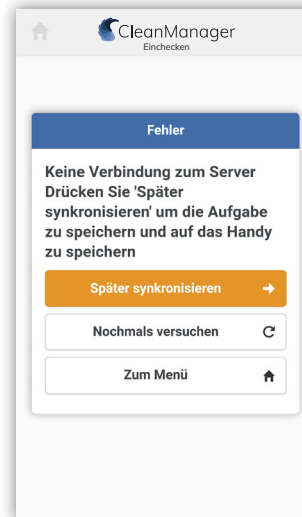 CleanManager
Einchecken
Fehler
Keine Verbindung zum Server
Drücken Sie 'Später
synkronisieren' um die Aufgabe
zu speichern und auf das Handy
zu speichern
Später synkronisieren
Nochmals versuchen
Zum Menü